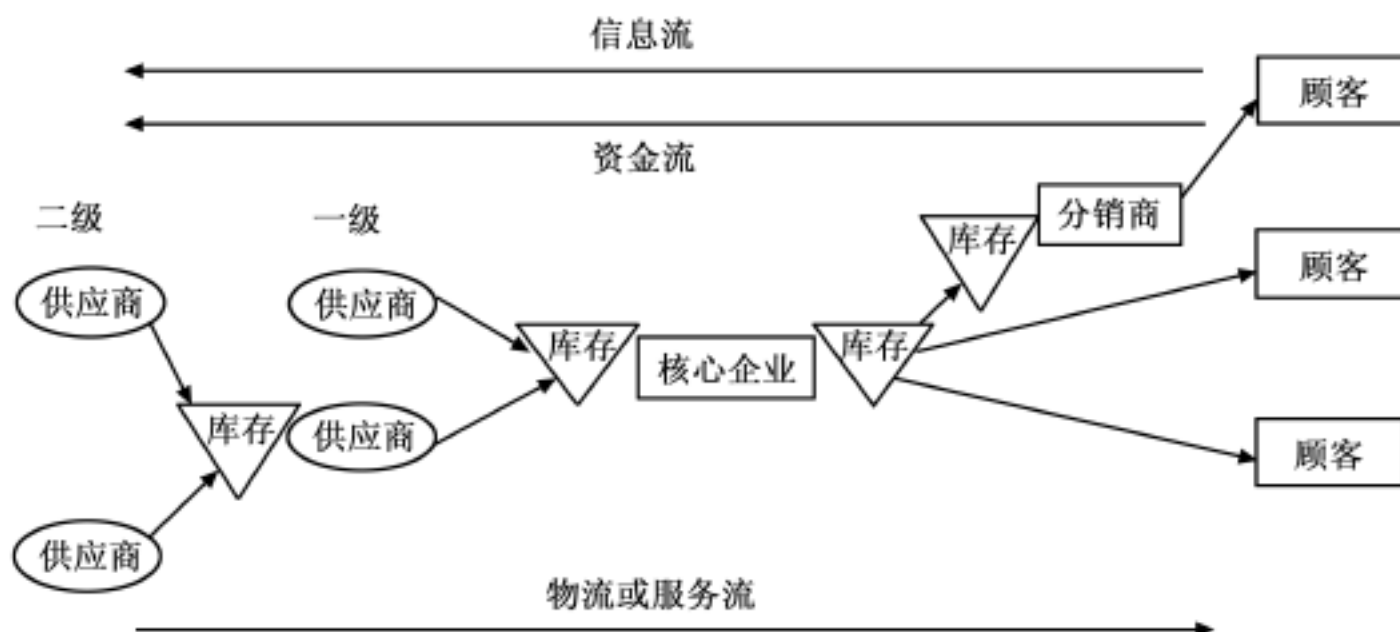 信息流
顾客
资金流
二级
一级
分销商
库存
顾客
供应商
供应商
库存
核心企业
库存
库存
供应商
顾客
供应商
物流或服务流